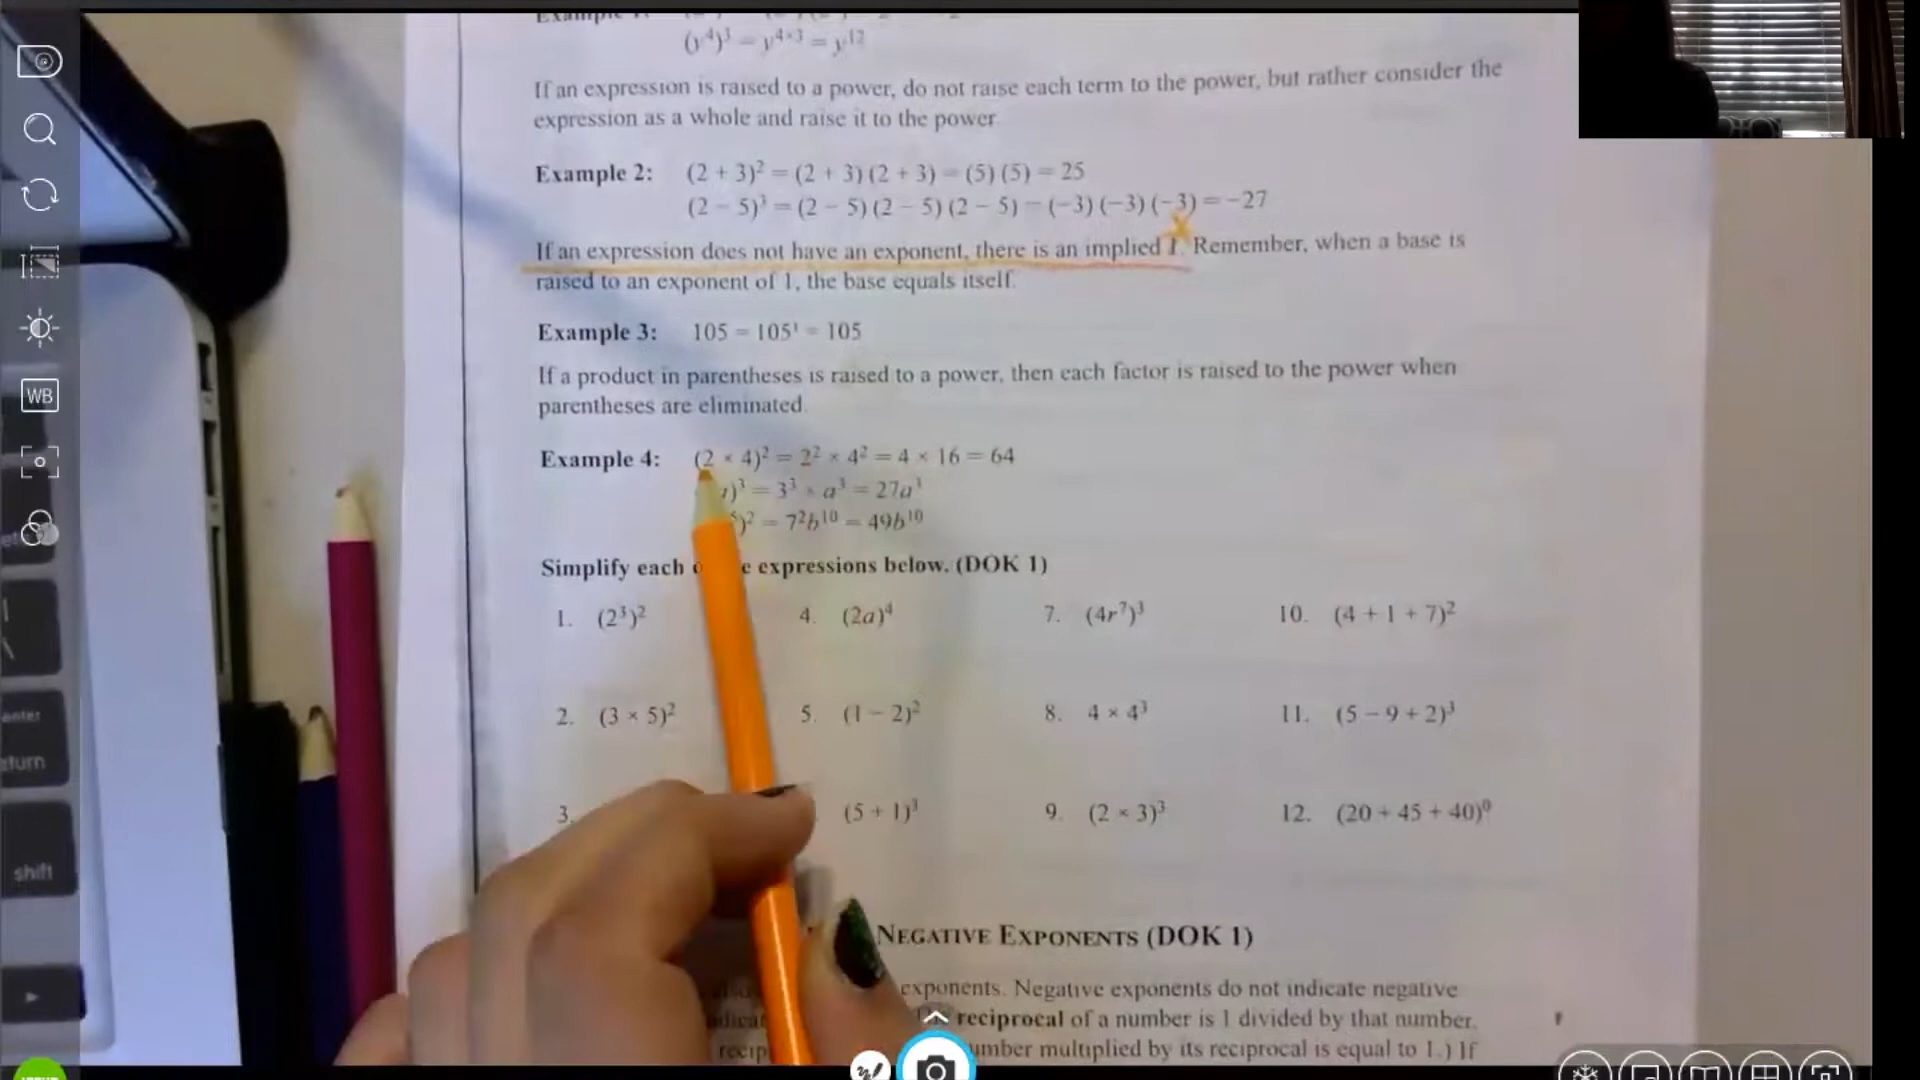 (y⁴)³ = y⁴ˣ³ = y¹²
If an expression is raised to a power, do not raise each term to the power, but rather consider the
expression as a whole and raise it to the power.
Example 2: (2 + 3)² = (2 + 3) (2 + 3) = (5) (5) = 25
(2 − 5)³ = (2 − 5) (2 − 5) (2 − 5) = (−3) (−3) (−3) = −27
If an expression does not have an exponent, there is an implied 1. Remember, when a base is
raised to an exponent of 1, the base equals itself.
Example 3: 105 = 105¹ = 105
If a product in parentheses is raised to a power, then each factor is raised to the power when
parentheses are eliminated.
Example 4: (2 × 4)² = 2² × 4² = 4 × 16 = 64
)³ = 3³ × a³ = 27a³
)² = 7²b¹⁰ = 49b¹⁰
Simplify each expressions below. (DOK 1)
1. (2³)² 4. (2a)⁴ 7. (4r⁷)³ 10. (4 + 1 + 7)²
2. (3 × 5)² 5. (1 − 2)² 8. 4 × 4³ 11. (5 − 9 + 2)³
3. (5 + 1)³ 9. (2 × 3)³ 12. (20 + 45 + 40)⁰
NEGATIVE EXPONENTS (DOK 1)
exponents. Negative exponents do not indicate negative
reciprocal of a number is 1 divided by that number.
multiplied by its reciprocal is equal to 1.) If
WB
enter
shift